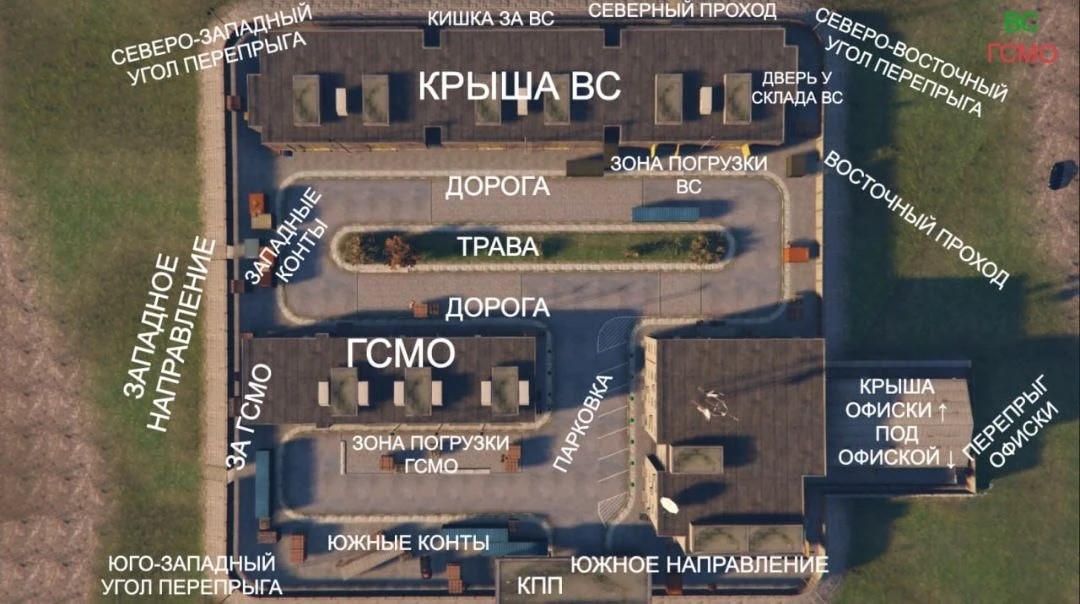 СЕВЕРО-ЗАПАДНЫЙ
УГОЛ ПЕРЕПРЫГА
КИШКА ЗА ВС
СЕВЕРНЫЙ ПРОХОД
СЕВЕРО-ВОСТОЧНЫЙ
УГОЛ ПЕРЕПРЫГА
ВС
ГСМО
КРЫША ВС
ДВЕРЬ У
СКЛАДА ВС
ЗОНА ПОГРУЗКИ
ВС
ВОСТОЧНЫЙ ПРОХОД
ДОРОГА
ЗАПАДНЫЕ
КОНТЫ
ТРАВА
ЗАПАДНОЕ
НАПРАВЛЕНИЕ
ДОРОГА
ГСМО
ЗА ГСМО
ПАРКОВКА
КРЫША
ОФИСКИ ↑
ПОД
ОФИСКОЙ ↓
ПЕРЕПРЫГ
ОФИСКИ
ЗОНА ПОГРУЗКИ
ГСМО
ЮЖНЫЕ КОНТЫ
ЮГО-ЗАПАДНЫЙ
УГОЛ ПЕРЕПРЫГА
ЮЖНОЕ НАПРАВЛЕНИЕ
КПП